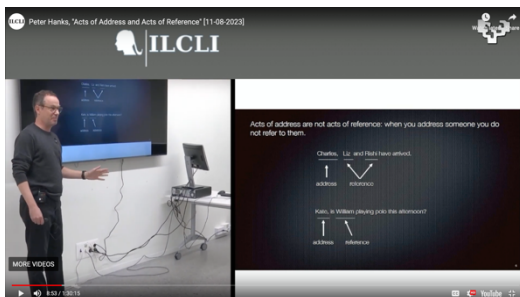 Peter Hanks, "Acts of Address and Acts of Reference" [11-08-2023]
ILCLI
Acts of address are not acts of reference: when you address someone you do
not refer to them.
Charles, Liz and Rishi have arrived.
address reference
Kate, is William playing polo this afternoon?
address reference
MORE VIDEOS
8:53 / 1:30:15
YouTube